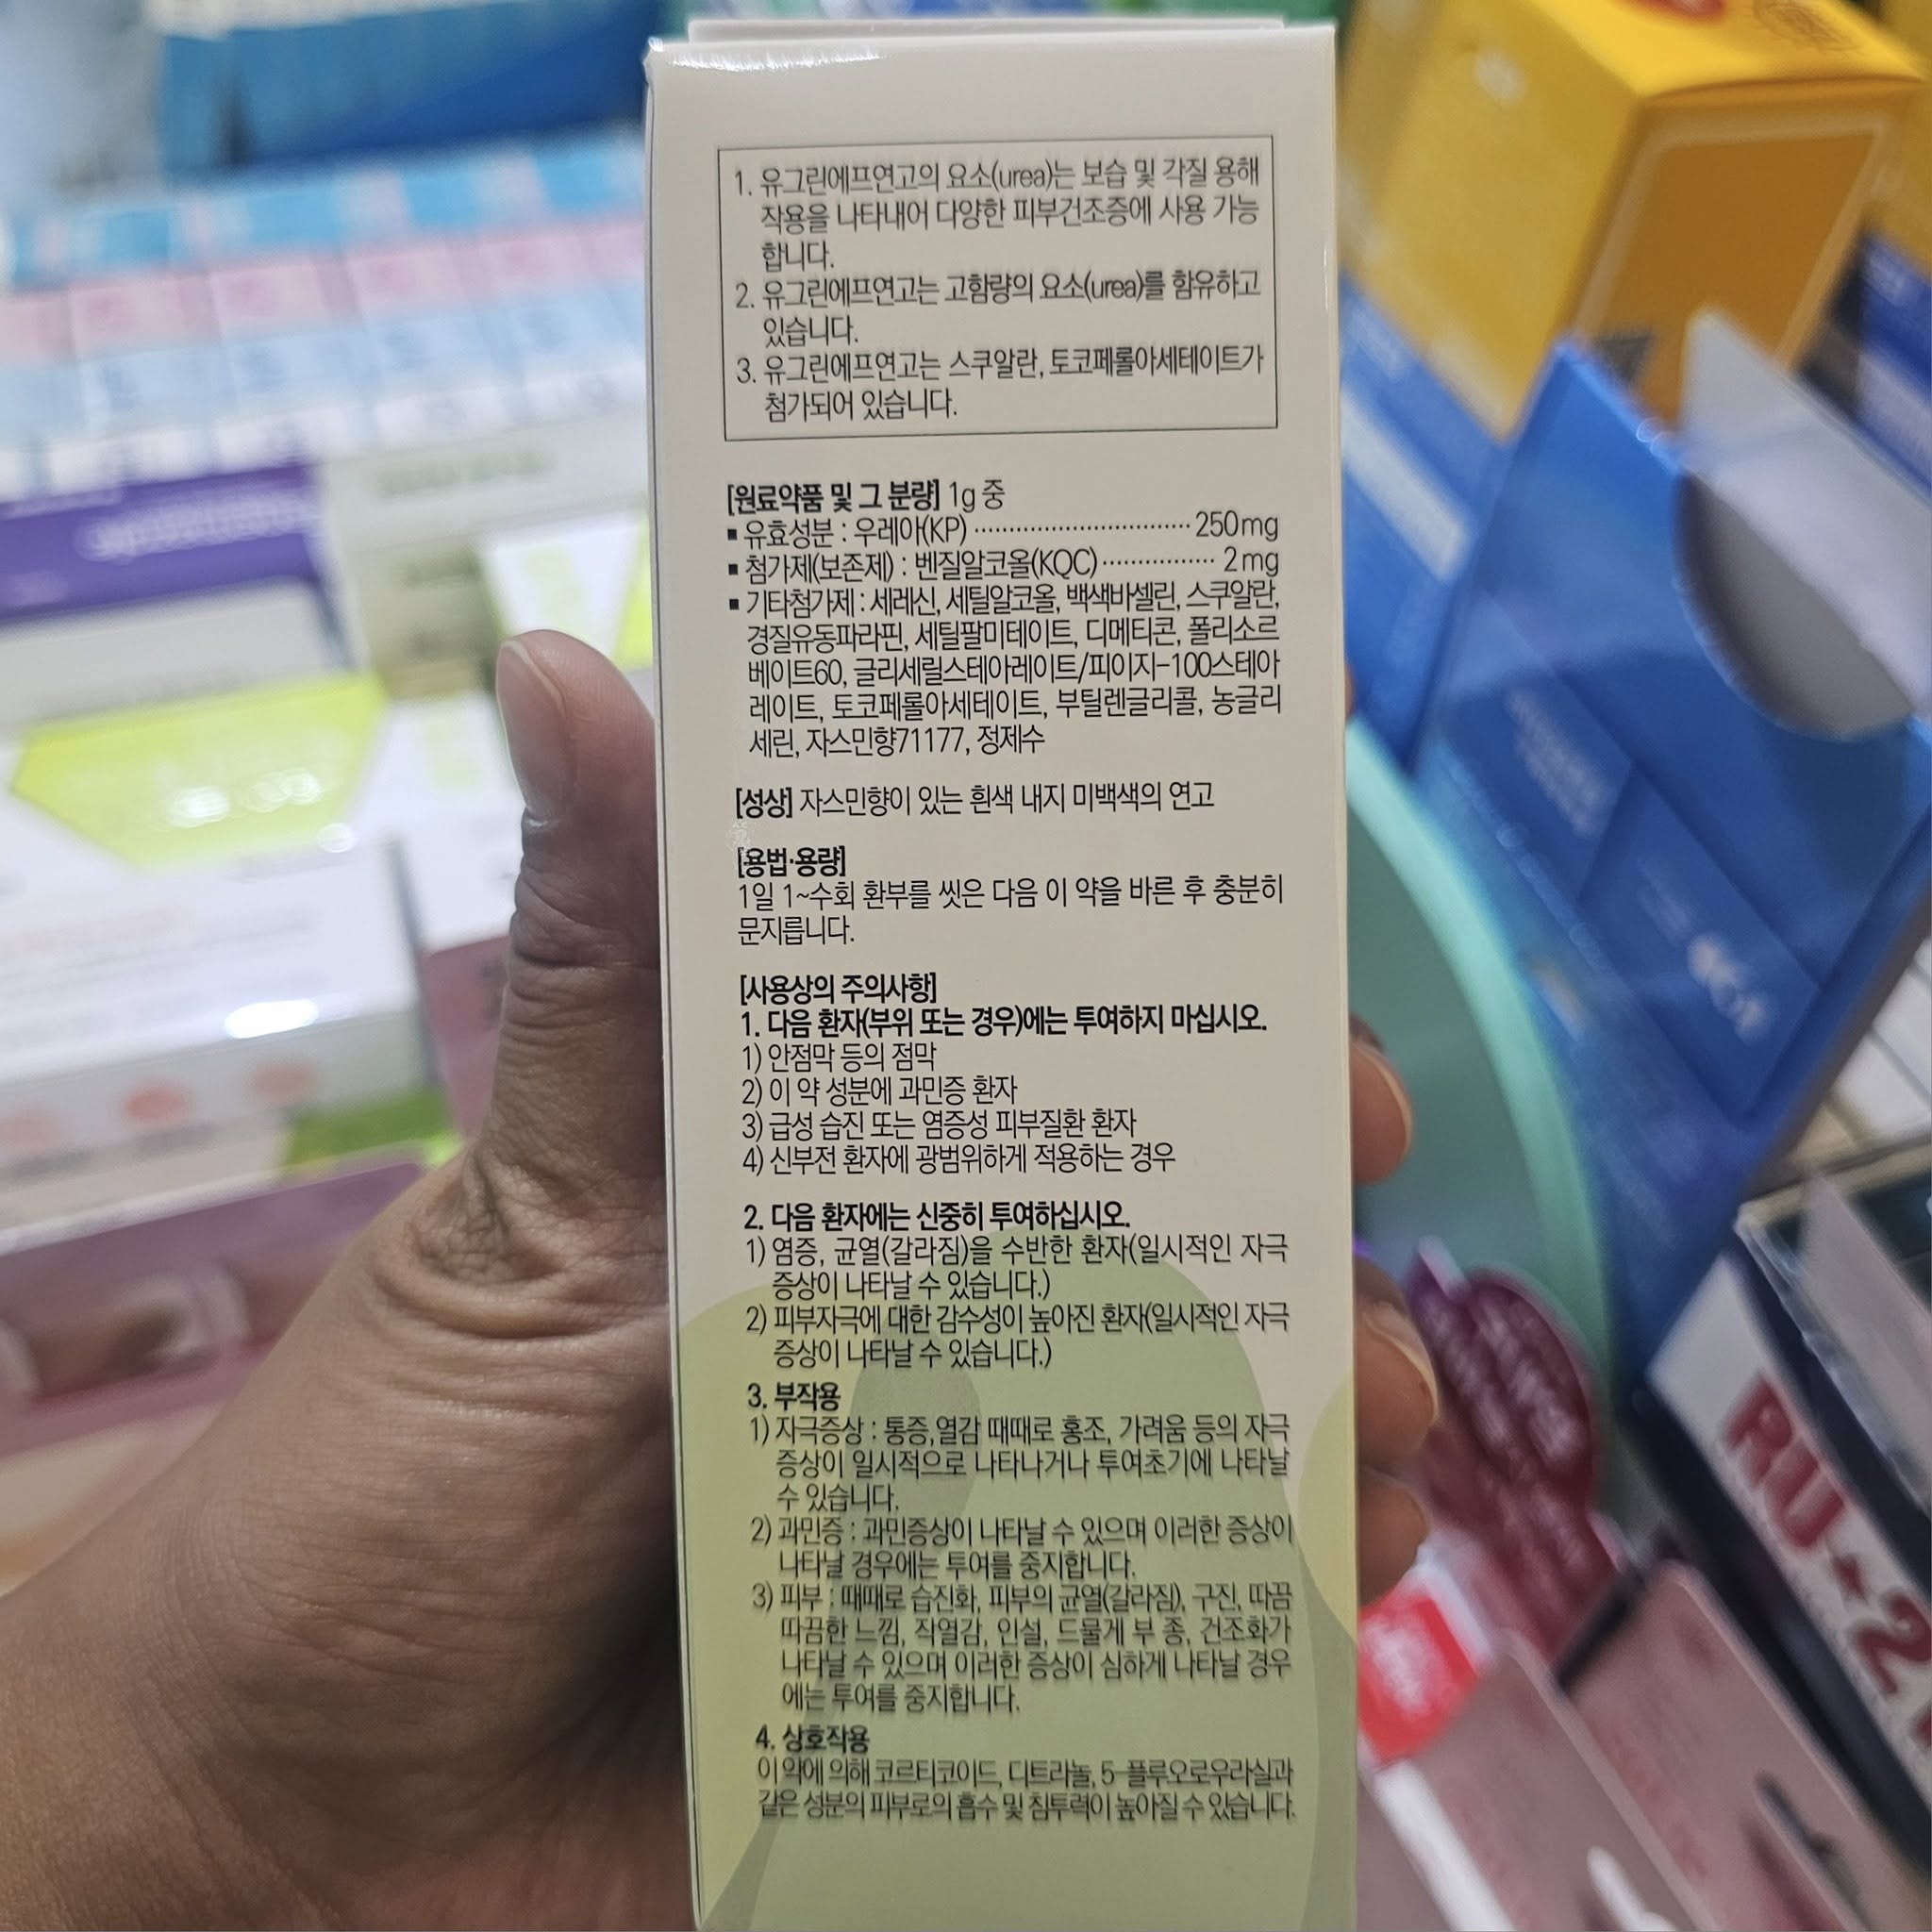 1. 유그린에프연고의 요소(urea)는 보습 및 각질 용해
작용을 나타내어 다양한 피부건조증에 사용 가능
합니다.
2. 유그린에프연고는 고함량의 요소(urea)를 함유하고
있습니다.
3. 유그린에프연고는 스쿠알란, 토코페롤아세테이트가
첨가되어 있습니다.
[원료약품 및 그 분량] 1g 중
▪ 유효성분 : 우레아(KP) ································ 250mg
▪ 첨가제(보존제) : 벤질알코올(KQC) ················ 2mg
▪ 기타첨가제 : 세레신, 세틸알코올, 백색바셀린, 스쿠알란,
경질유동파라핀, 세틸팔미테이트, 디메티콘, 폴리소르
베이트60, 글리세릴스테아레이트/피이지-100스테아
레이트, 토코페롤아세테이트, 부틸렌글리콜, 농글리
세린, 자스민향71177, 정제수
[성상] 자스민향이 있는 흰색 내지 미백색의 연고
[용법·용량]
1일 1~수회 환부를 씻은 다음 이 약을 바른 후 충분히
문지릅니다.
[사용상의 주의사항]
1. 다음 환자(부위 또는 경우)에는 투여하지 마십시오.
1) 안점막 등의 점막
2) 이 약 성분에 과민증 환자
3) 급성 습진 또는 염증성 피부질환 환자
4) 신부전 환자에 광범위하게 적용하는 경우
2. 다음 환자에는 신중히 투여하십시오.
1) 염증, 균열(갈라짐)을 수반한 환자(일시적인 자극
증상이 나타날 수 있습니다.)
2) 피부자극에 대한 감수성이 높아진 환자(일시적인 자극
증상이 나타날 수 있습니다.)
3. 부작용
1) 자극증상 : 통증,열감 때때로 홍조, 가려움 등의 자극
증상이 일시적으로 나타나거나 투여초기에 나타날
수 있습니다.
2) 과민증 : 과민증상이 나타날 수 있으며 이러한 증상이
나타날 경우에는 투여를 중지합니다.
3) 피부 : 때때로 습진화, 피부의 균열(갈라짐), 구진, 따끔
따끔한 느낌, 작열감, 인설, 드물게 부 종, 건조화가
나타날 수 있으며 이러한 증상이 심하게 나타날 경우
에는 투여를 중지합니다.
4. 상호작용
이 약에 의해 코르티코이드, 디트라놀, 5-플루오로우라실과
같은 성분의 피부로의 흡수 및 침투력이 높아질 수 있습니다.